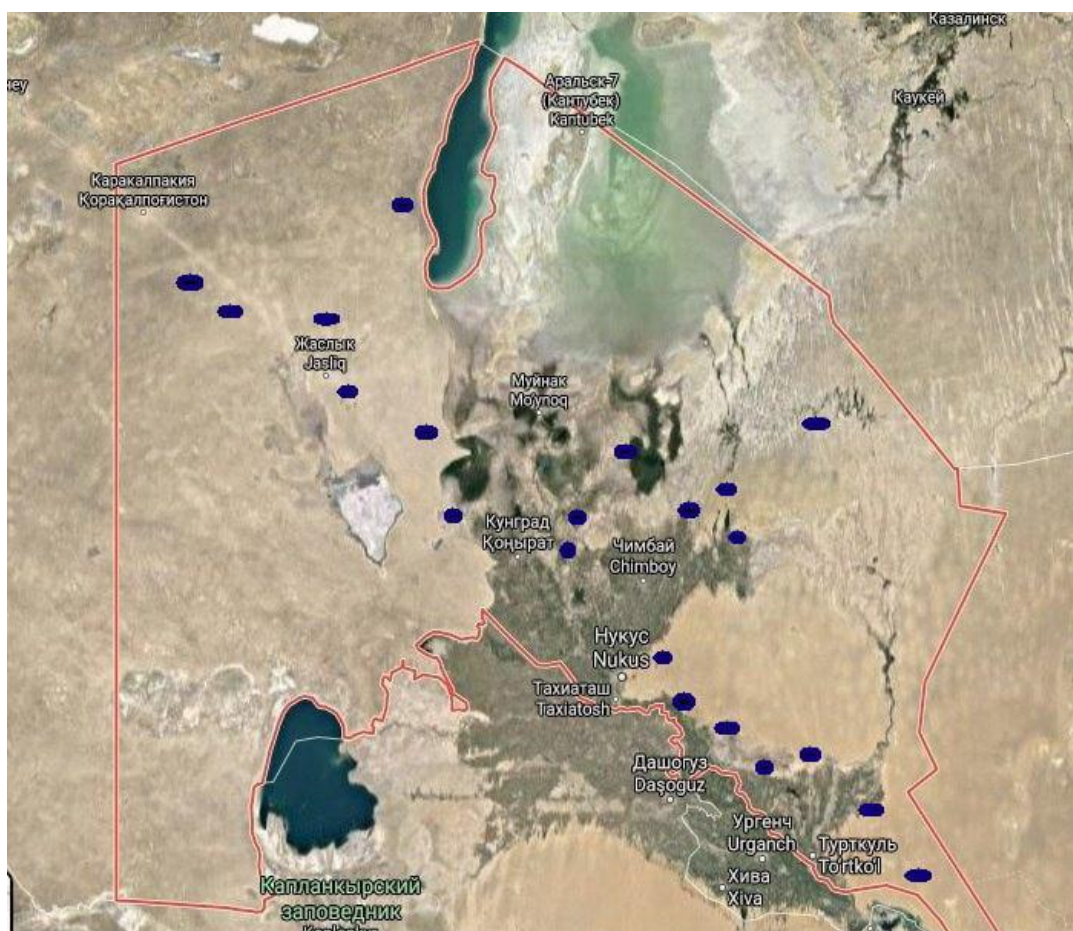 Казалинск
Аральск-7
(Кантубек)
Kantubek
Каукей
Каракалпакия
Қорақалпоғистон
Жаслык
Jasliq
Муйнак
Mo'ynoq
Кунград
Қоңырат
Чимбай
Chimboy
Нукус
Nukus
Тахиаташ
Taxiatosh
Дашогуз
Daşoguz
Ургенч
Urganch
Турткуль
To'rtko'l
Хива
Xiva
Капланкырский
заповедник